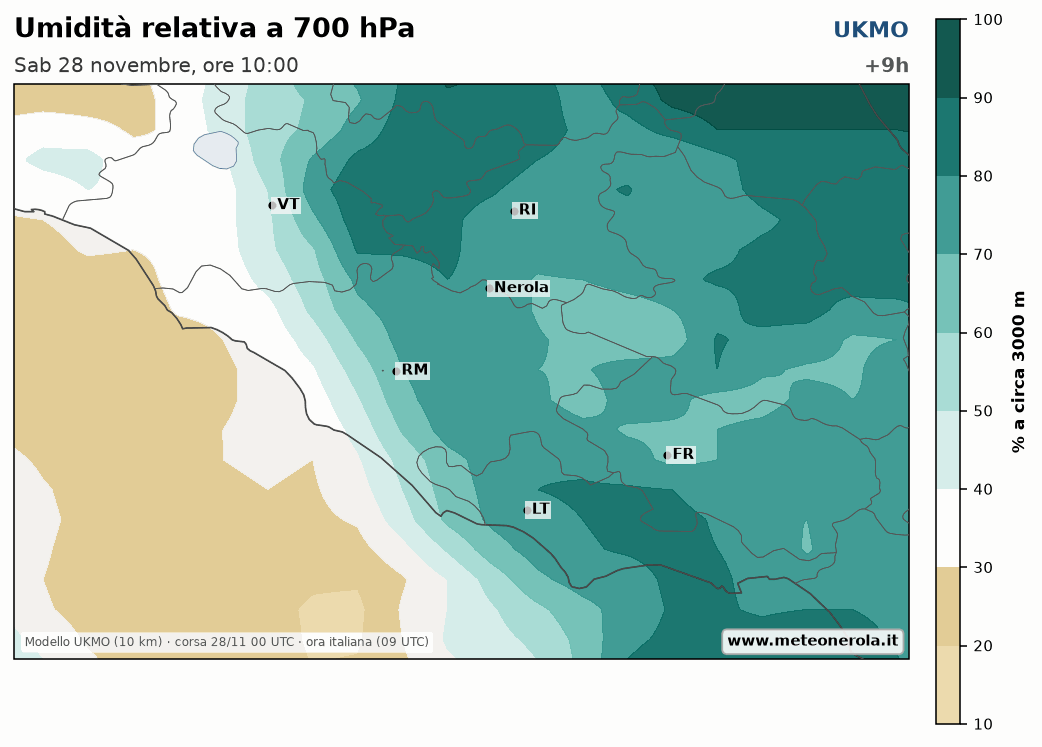 Umidità relativa a 700 hPa
UKMO
Sab 28 novembre, ore 10:00
+9h
VT
RI
Nerola
RM
FR
LT
Modello UKMO (10 km) · corsa 28/11 00 UTC · ora italiana (09 UTC)
www.meteonerola.it
100
90
80
70
60
50
40
30
20
10
% a circa 3000 m